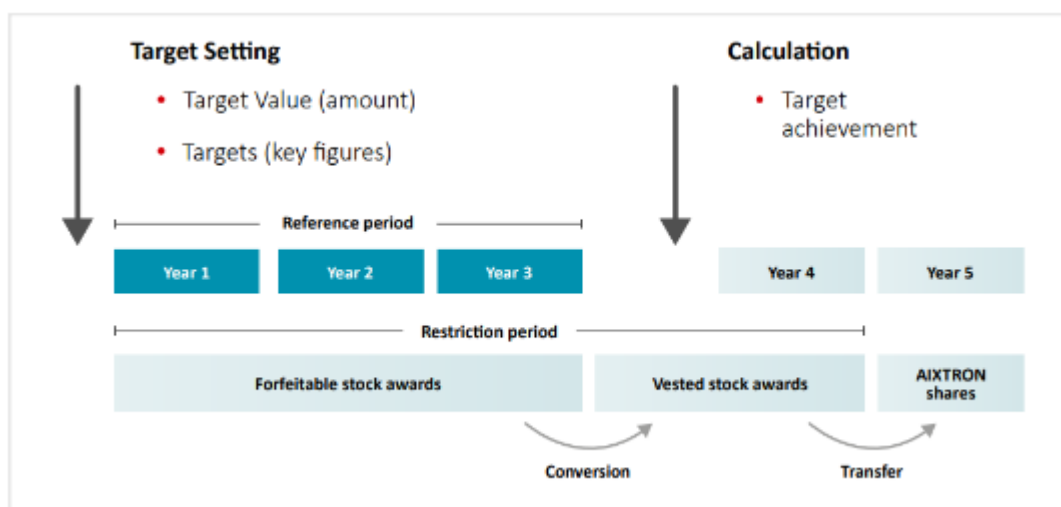 Target Setting
• Target Value (amount)
• Targets (key figures)
Calculation
• Target
achievement
Reference period
Year 1
Year 2
Year 3
Year 4
Year 5
Restriction period
Forfeitable stock awards
Vested stock awards
AIXTRON
shares
Conversion
Transfer